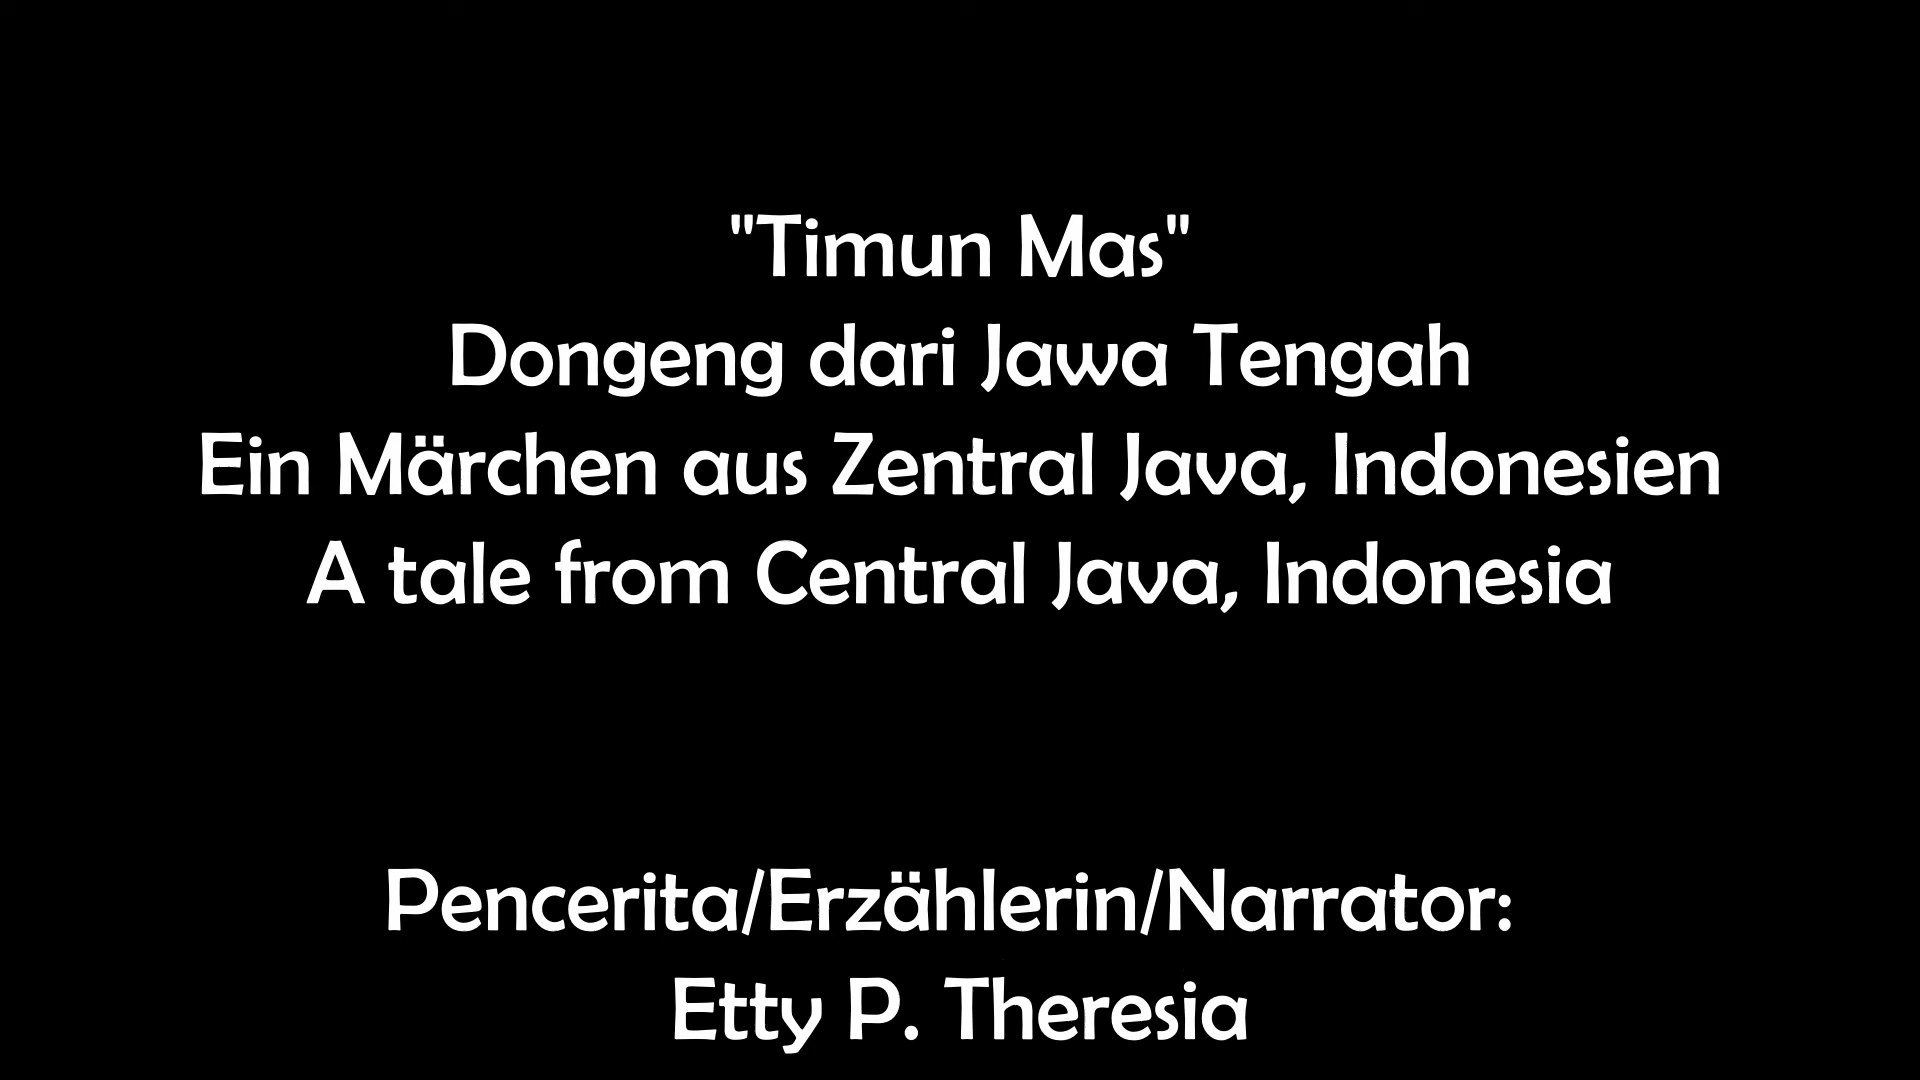 "Timun Mas"
Dongeng dari Jawa Tengah
Ein Märchen aus Zentral Java, Indonesien
A tale from Central Java, Indonesia
Pencerita/Erzählerin/Narrator:
Etty P. Theresia